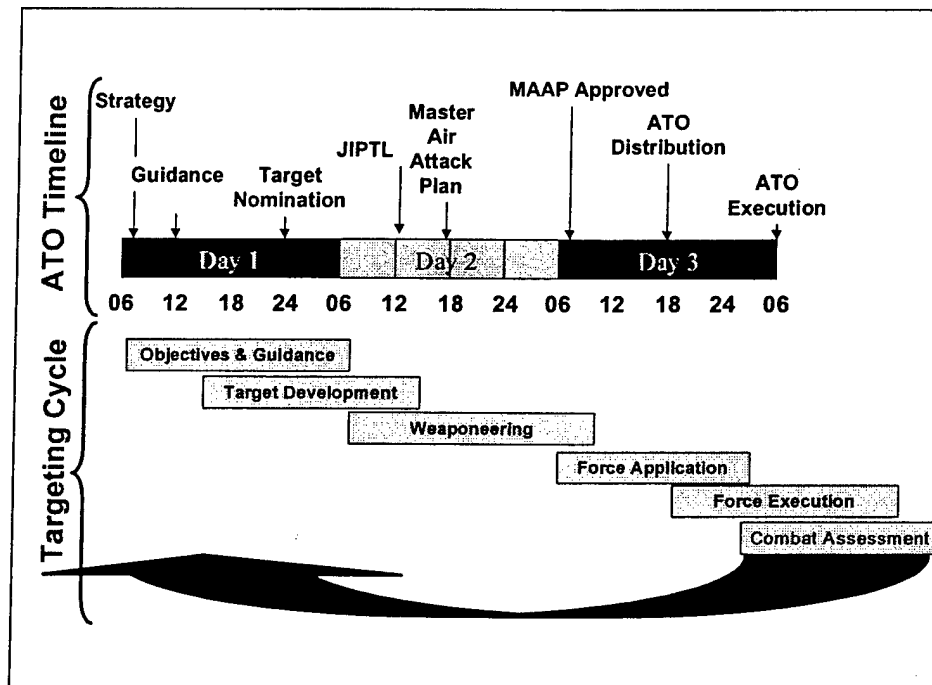 ATO Timeline
Strategy
Guidance
Target
Nomination
JIPTL
Master
Air
Attack
Plan
MAAP Approved
ATO
Distribution
ATO
Execution
Day 1
Day 2
Day 3
06 12 18 24 06 12 18 24 06 12 18 24 06
Targeting Cycle
Objectives & Guidance
Target Development
Weaponeering
Force Application
Force Execution
Combat Assessment